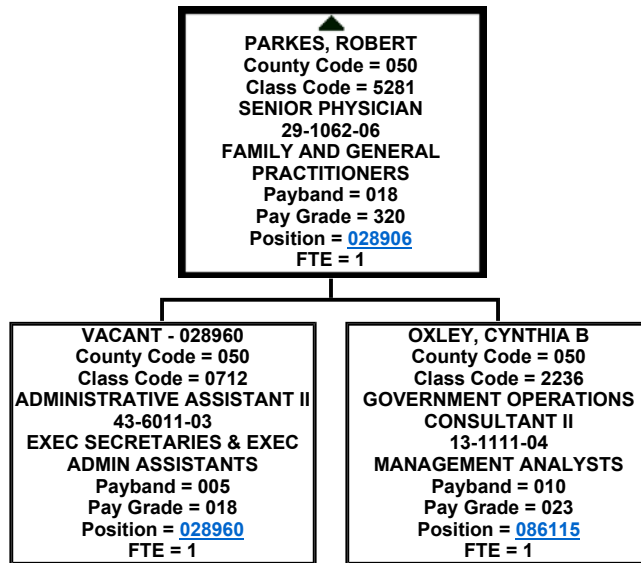 PARKES, ROBERT
County Code = 050
Class Code = 5281
SENIOR PHYSICIAN
29-1062-06
FAMILY AND GENERAL
PRACTITIONERS
Payband = 018
Pay Grade = 320
Position = 028906
FTE = 1
VACANT - 028960
County Code = 050
Class Code = 0712
ADMINISTRATIVE ASSISTANT II
43-6011-03
EXEC SECRETARIES & EXEC
ADMIN ASSISTANTS
Payband = 005
Pay Grade = 018
Position = 028960
FTE = 1
OXLEY, CYNTHIA B
County Code = 050
Class Code = 2236
GOVERNMENT OPERATIONS
CONSULTANT II
13-1111-04
MANAGEMENT ANALYSTS
Payband = 010
Pay Grade = 023
Position = 086115
FTE = 1